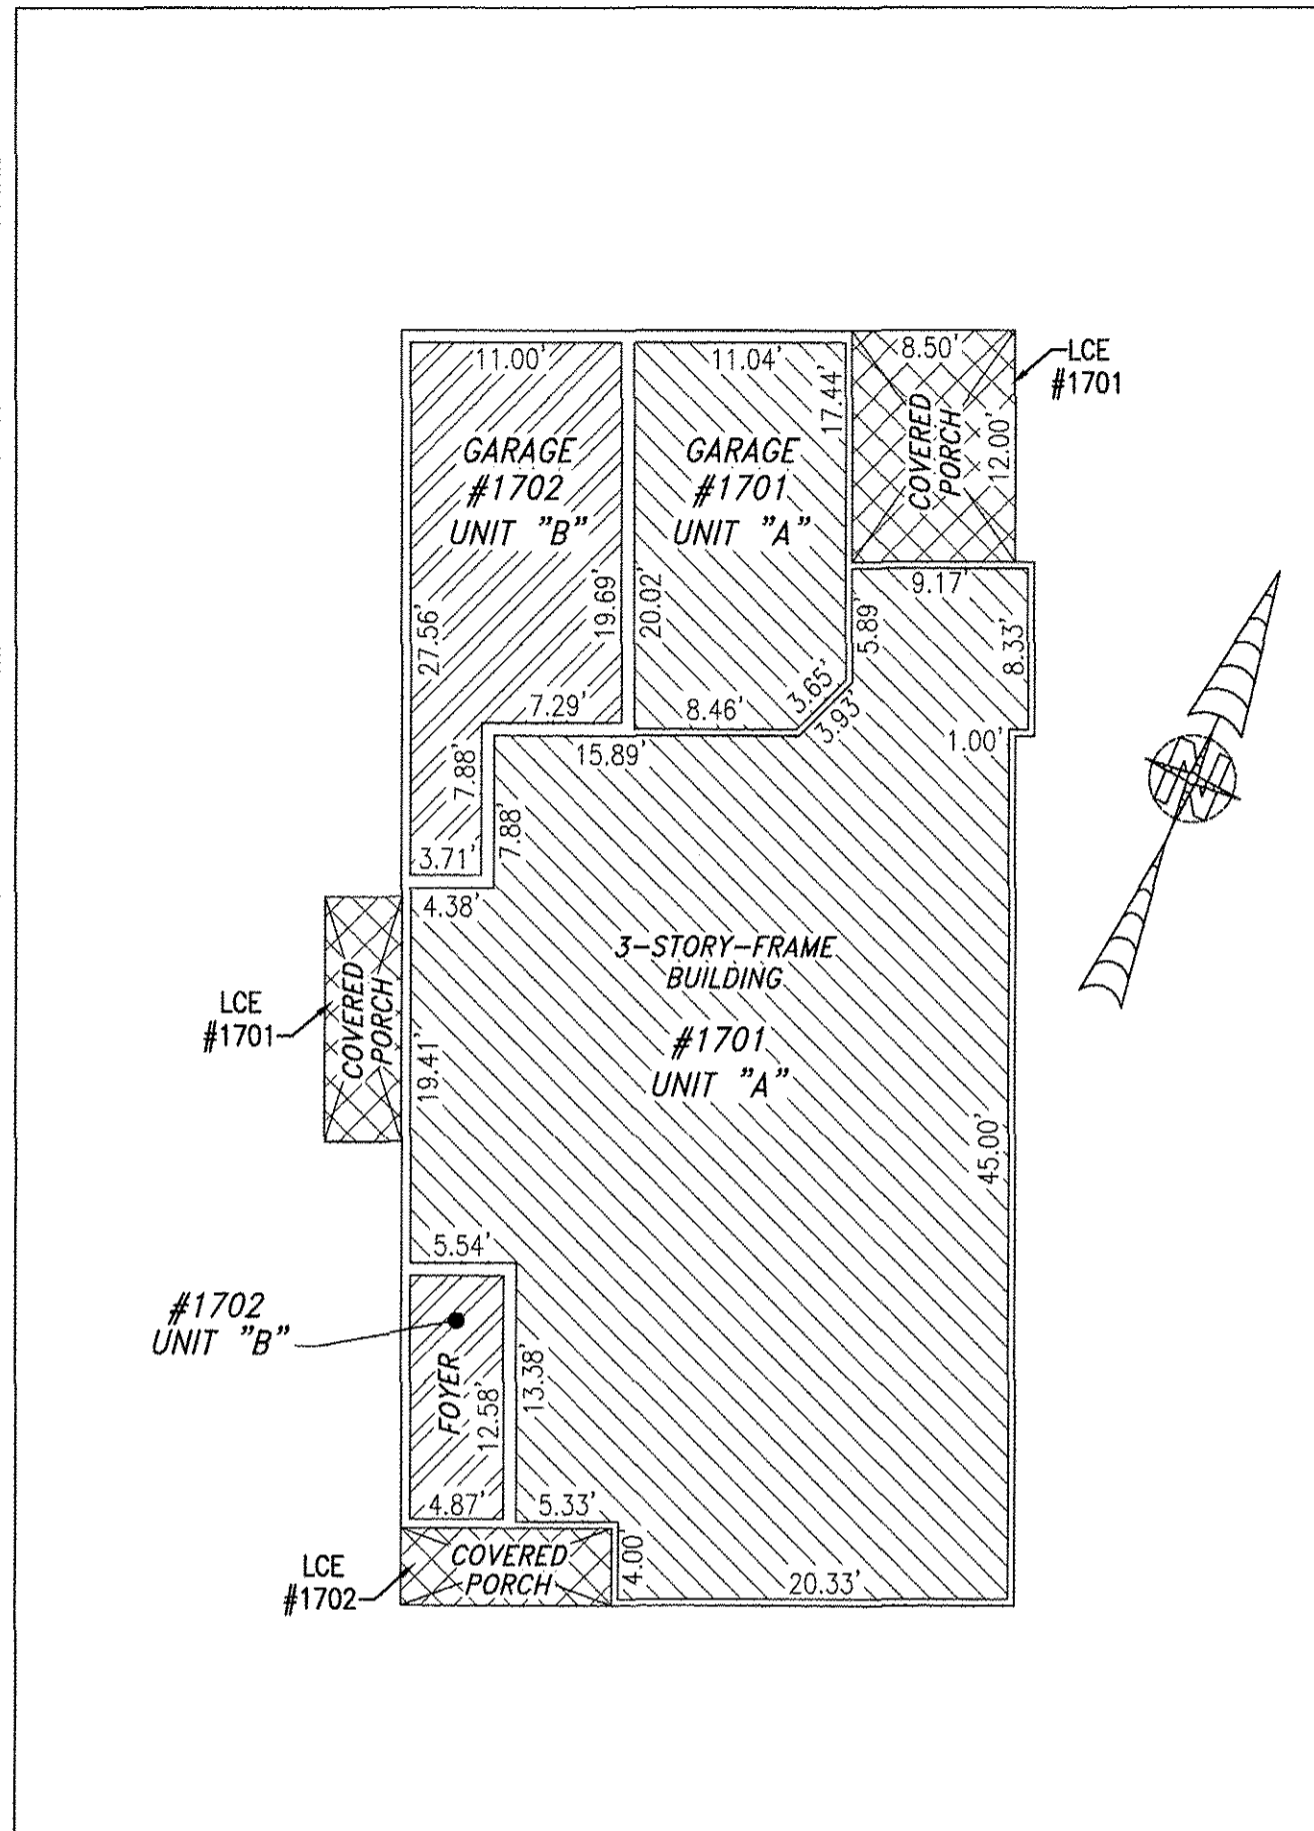 11.00'
11.04'
8.50'
LCE
#1701
17.44'
COVERED
PORCH
12.00'
GARAGE
#1702
UNIT "B"
GARAGE
#1701
UNIT "A"
27.56'
19.69'
20.02'
5.89'
9.17'
8.33'
7.29'
8.46'
3.65'
3.93'
1.00'
15.89'
7.88'
7.88'
3.71'
4.38'
N
3-STORY-FRAME
BUILDING
#1701
UNIT "A"
LCE
#1701
COVERED
PORCH
19.41'
45.00'
5.54'
#1702
UNIT "B"
FOYER
12.58'
13.38'
4.87'
5.33'
LCE
#1702
COVERED
PORCH
4.00
20.33'